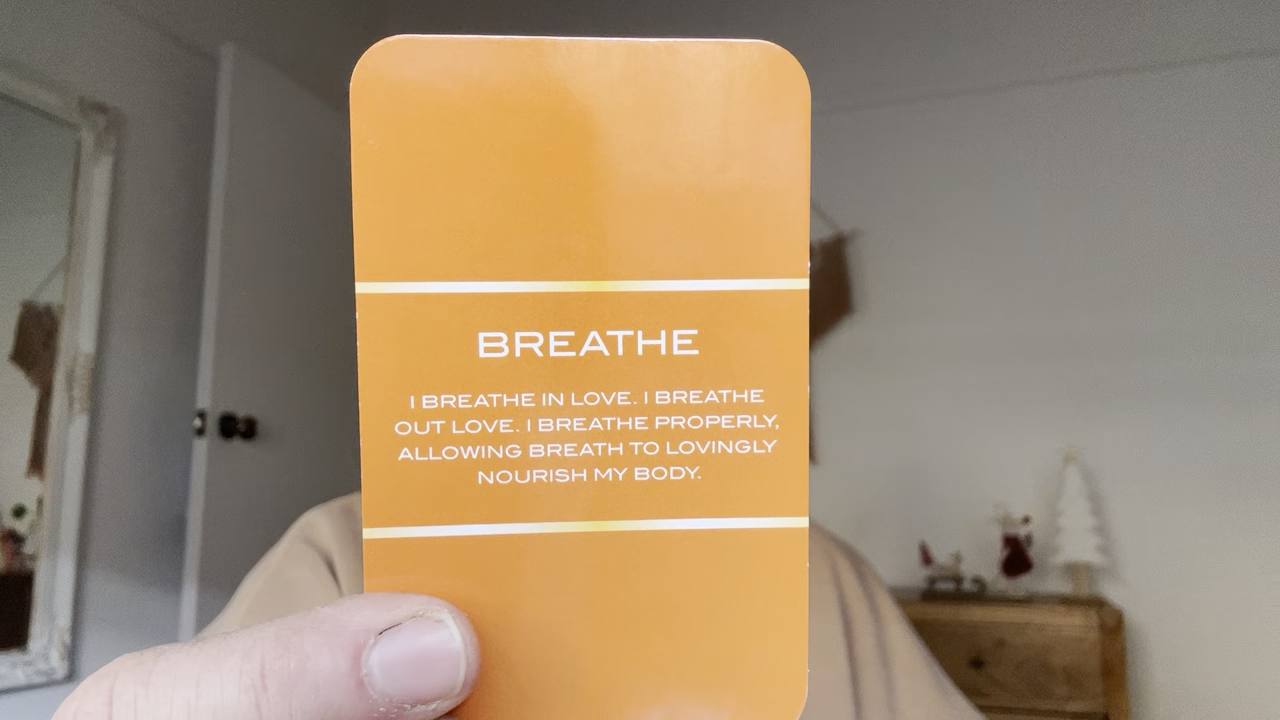 BREATHE
I BREATHE IN LOVE. I BREATHE
OUT LOVE. I BREATHE PROPERLY,
ALLOWING BREATH TO LOVINGLY
NOURISH MY BODY.